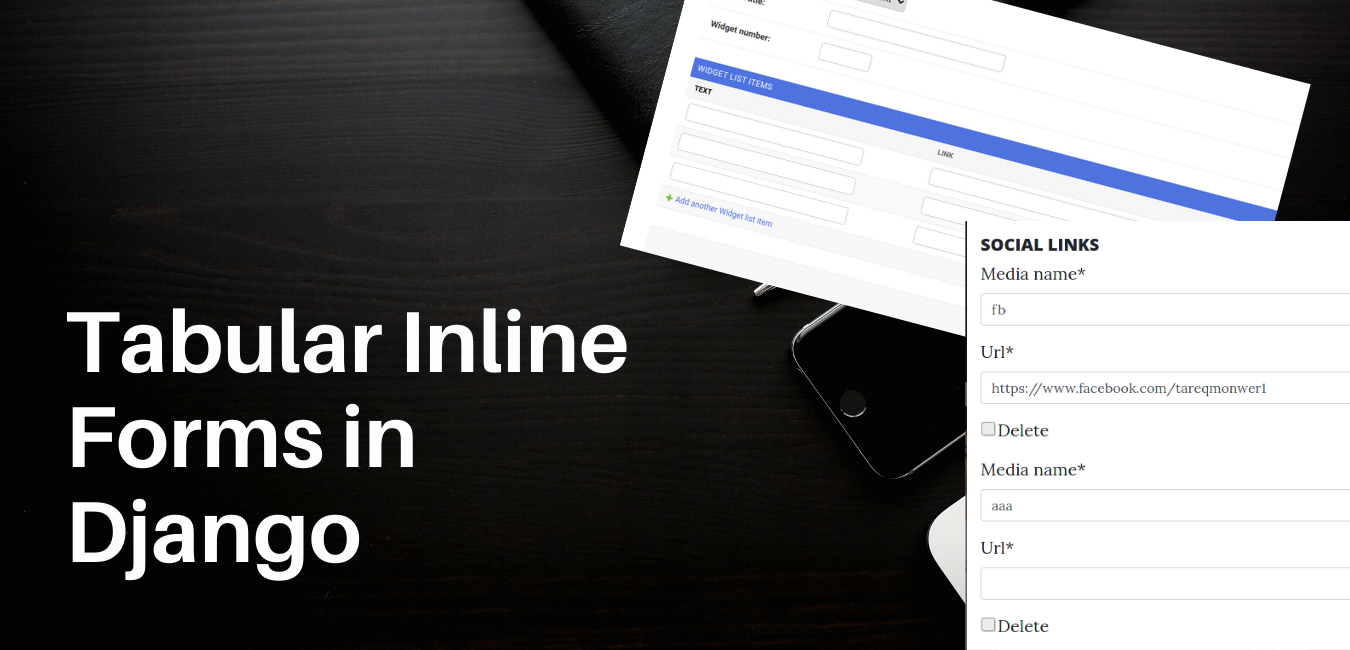 Widget number:
WIDGET LIST ITEMS
TEXT
LINK
Add another Widget list item
Tabular Inline
Forms in
Django
SOCIAL LINKS
Media name*
fb
Url*
https://www.facebook.com/tareqmonwer1
Delete
Media name*
aaa
Url*
Delete